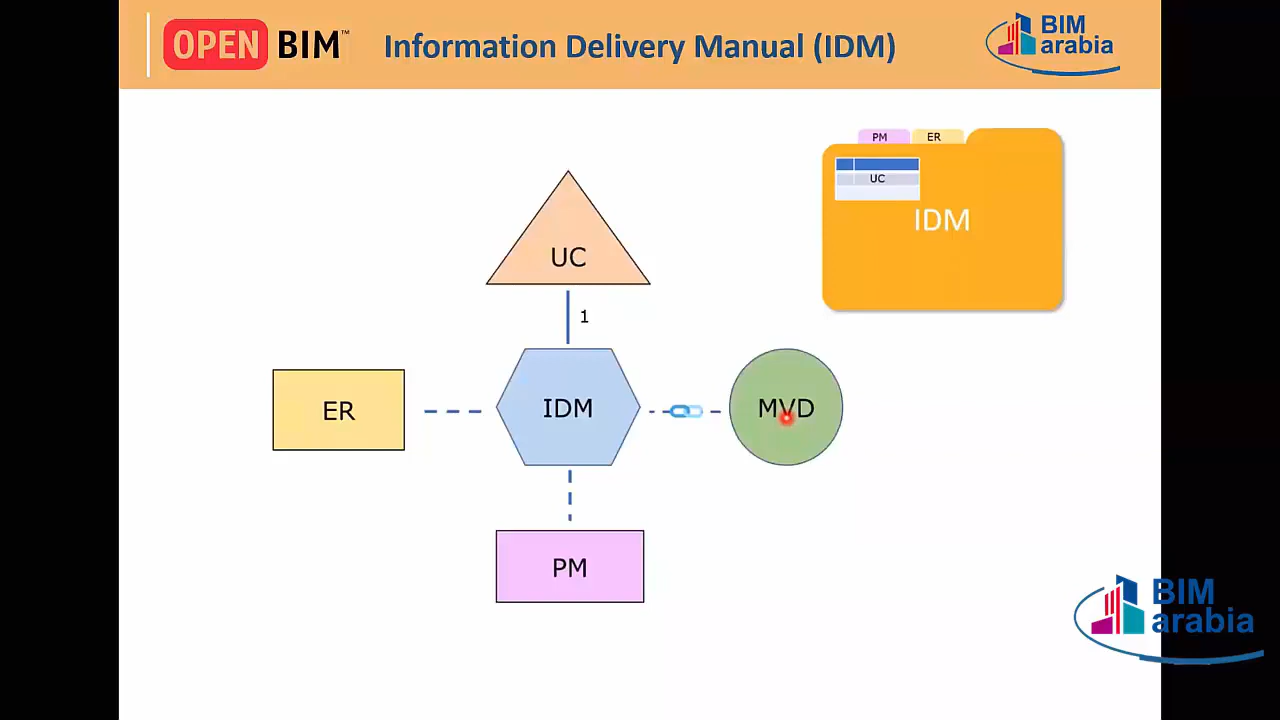 OPEN BIM™
Information Delivery Manual (IDM)
BIM
arabia
PM
ER
UC
IDM
UC
1
ER
IDM
MVD
PM
BIM
arabia